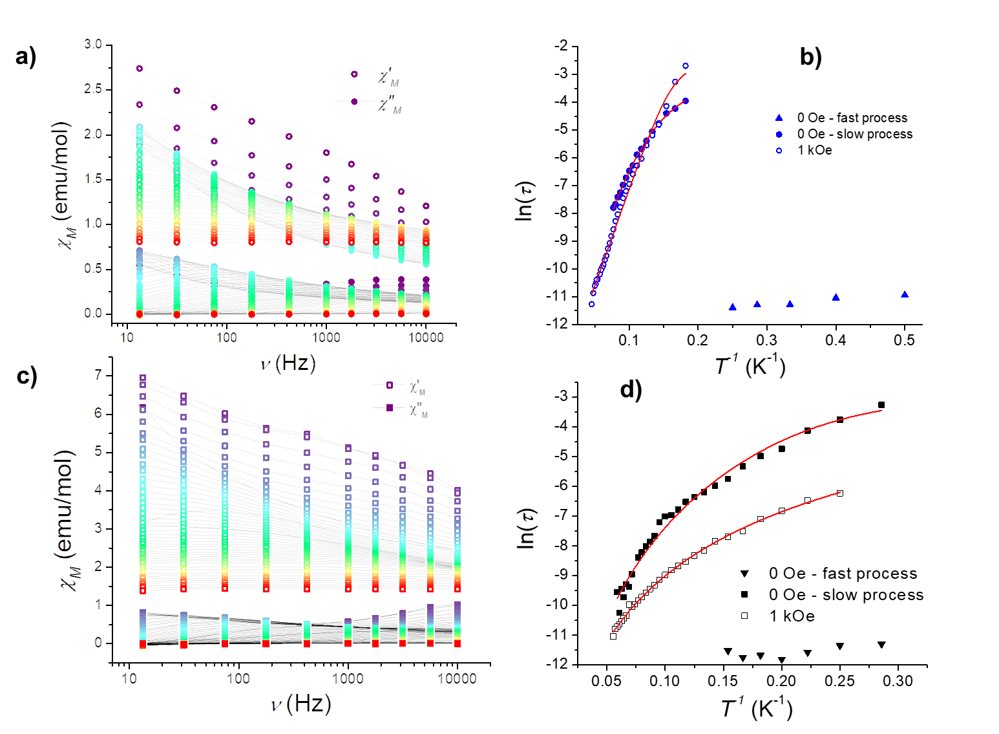 a)
3.0
2.5
2.0
1.5
1.0
0.5
0.0
χM (emu/mol)
χ'M
χ"M
10
100
1000
10000
ν (Hz)
b)
-2
-3
-4
-5
-6
-7
-8
-9
-10
-11
-12
ln(τ)
0 Oe - fast process
0 Oe - slow process
1 kOe
0.1
0.2
0.3
0.4
0.5
T-1 (K-1)
c)
7
6
5
4
3
2
1
0
χM (emu/mol)
χ'M
χ"M
10
100
1000
10000
ν (Hz)
d)
-3
-4
-5
-6
-7
-8
-9
-10
-11
-12
ln(τ)
0 Oe - fast process
0 Oe - slow process
1 kOe
0.05
0.10
0.15
0.20
0.25
0.30
T-1 (K-1)